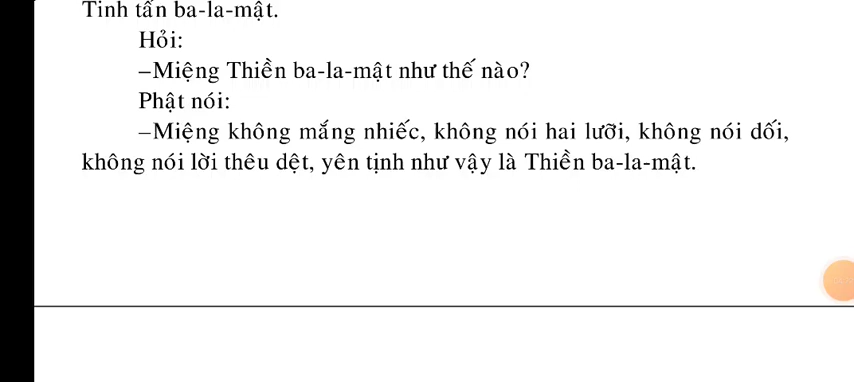 Tinh tấn ba-la-mật.
Hỏi:
–Miệng Thiền ba-la-mật như thế nào?
Phật nói:
–Miệng không mắng nhiếc, không nói hai lưỡi, không nói dối,
không nói lời thêu dệt, yên tịnh như vậy là Thiền ba-la-mật.